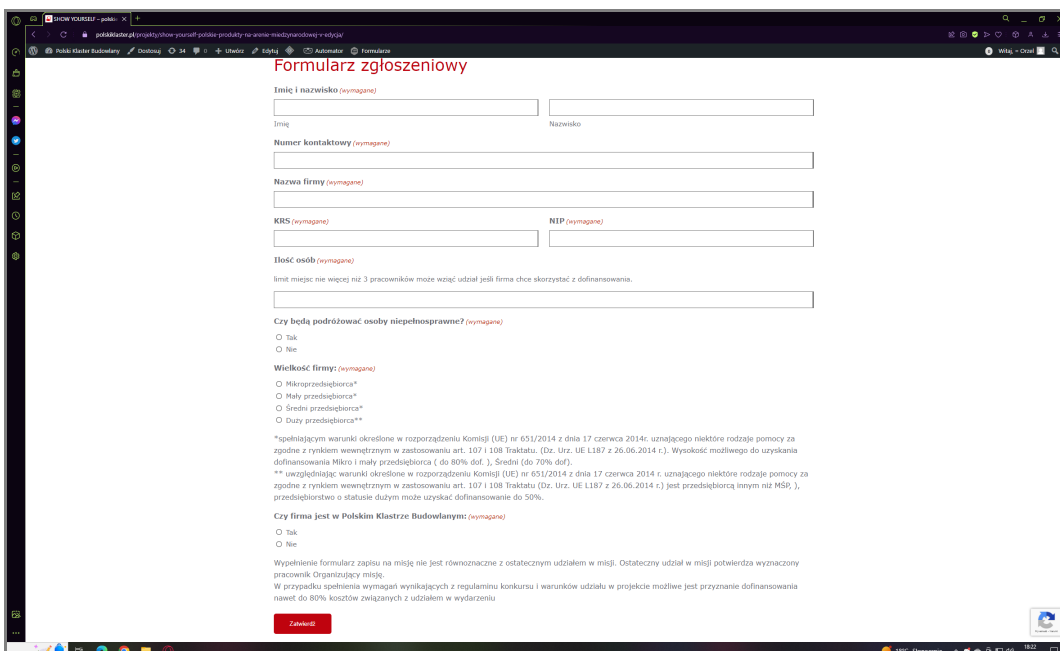 SHOW YOURSELF – polskie
polskiklaster.pl/projekty/show-yourself-polskie-produkty-na-arenie-miedzynarodowej-v-edycja/
Polski Klaster Budowlany Dostosuj 34 0 Utwórz Edytuj Automator Formularze Witaj, Orzel
Formularz zgłoszeniowy
Imię i nazwisko (wymagane)
Imię Nazwisko
Numer kontaktowy (wymagane)
Nazwa firmy (wymagane)
KRS (wymagane) NIP (wymagane)
Ilość osób (wymagane)
limit miejsc nie więcej niż 3 pracowników może wziąć udział jeśli firma chce skorzystać z dofinansowania.
Czy będą podróżować osoby niepełnosprawne? (wymagane)
Tak
Nie
Wielkość firmy: (wymagane)
Mikroprzedsiębiorca*
Mały przedsiębiorca*
Średni przedsiębiorca*
Duży przedsiębiorca**
*spełniającym warunki określone w rozporządzeniu Komisji (UE) nr 651/2014 z dnia 17 czerwca 2014r. uznającego niektóre rodzaje pomocy za
zgodne z rynkiem wewnętrznym w zastosowaniu art. 107 i 108 Traktatu. (Dz. Urz. UE L187 z 26.06.2014 r.). Wysokość możliwego do uzyskania
dofinansowania Mikro i mały przedsiębiorca ( do 80% dof. ), Średni (do 70% dof).
** uwzględniając warunki określone w rozporządzeniu Komisji (UE) nr 651/2014 z dnia 17 czerwca 2014 r. uznającego niektóre rodzaje pomocy za
zgodne z rynkiem wewnętrznym w zastosowaniu art. 107 i 108 Traktatu (Dz. Urz. UE L187 z 26.06.2014 r.) jest przedsiębiorcą innym niż MŚP, ),
przedsiębiorstwo o statusie dużym może uzyskać dofinansowanie do 50%.
Czy firma jest w Polskim Klastrze Budowlanym: (wymagane)
Tak
Nie
Wypełnienie formularz zapisu na misję nie jest równoznaczne z ostatecznym udziałem w misji. Ostateczny udział w misji potwierdza wyznaczony
pracownik Organizujący misję.
W przypadku spełnienia wymagań wynikających z regulaminu konkursu i warunków udziału w projekcie możliwe jest przyznanie dofinansowania
nawet do 80% kosztów związanych z udziałem w wydarzeniu
Zatwierdź
18:22